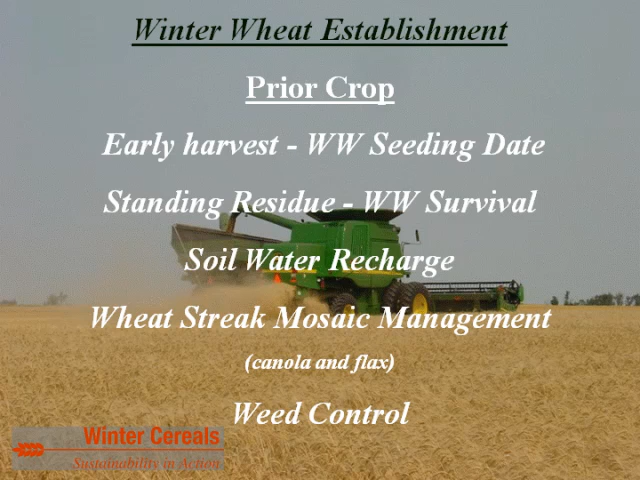 Winter Wheat Establishment
Prior Crop
Early harvest - WW Seeding Date
Standing Residue - WW Survival
Soil Water Recharge
Wheat Streak Mosaic Management
(canola and flax)
Weed Control
Winter Cereals
Sustainability in Action